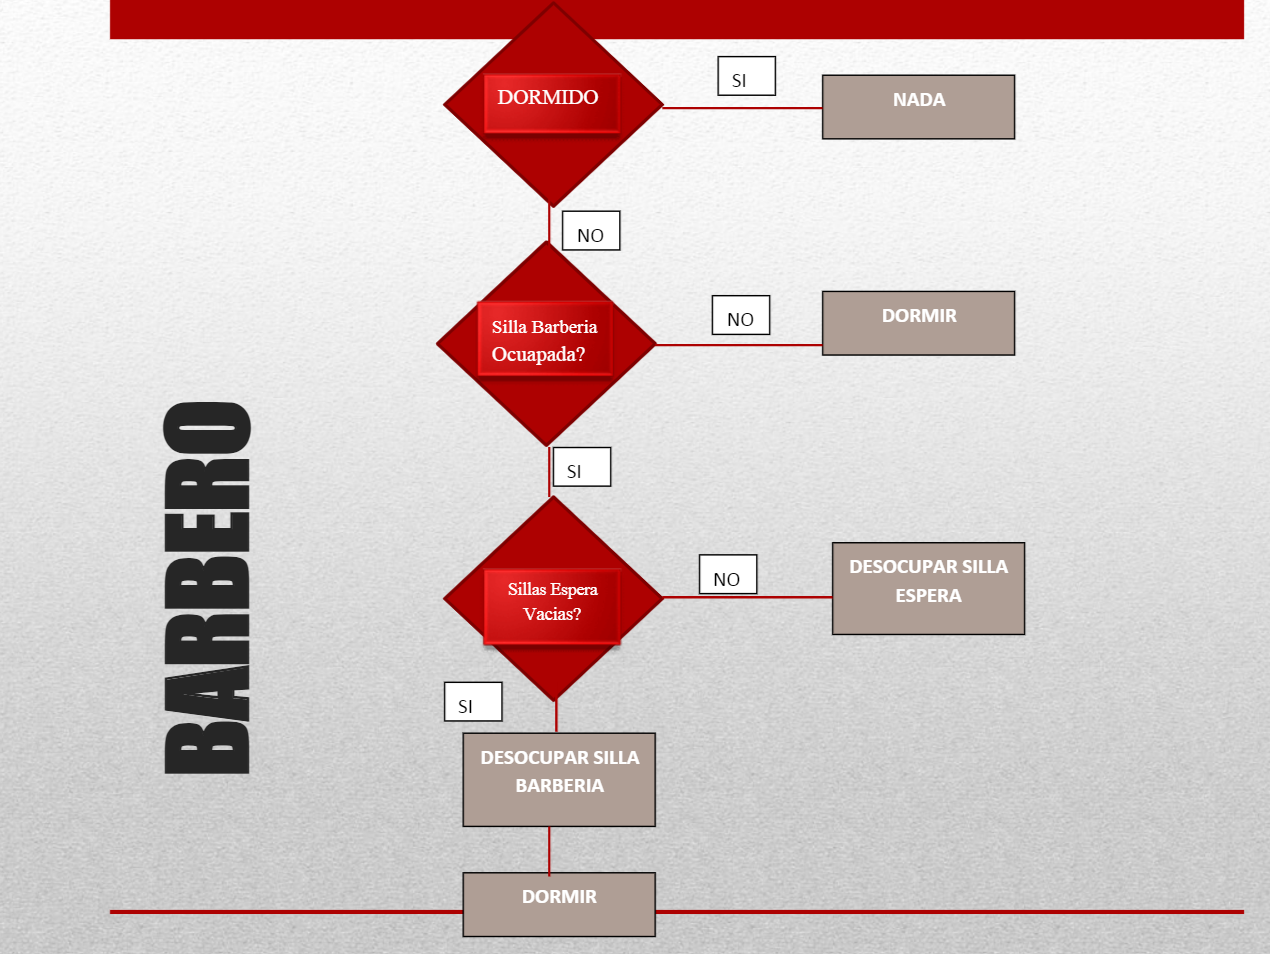 DORMIDO
SI
NADA
NO
Silla Barberia
Ocuapada?
NO
DORMIR
SI
Sillas Espera
Vacias?
NO
DESOCUPAR SILLA
ESPERA
SI
DESOCUPAR SILLA
BARBERIA
DORMIR
BARBERO